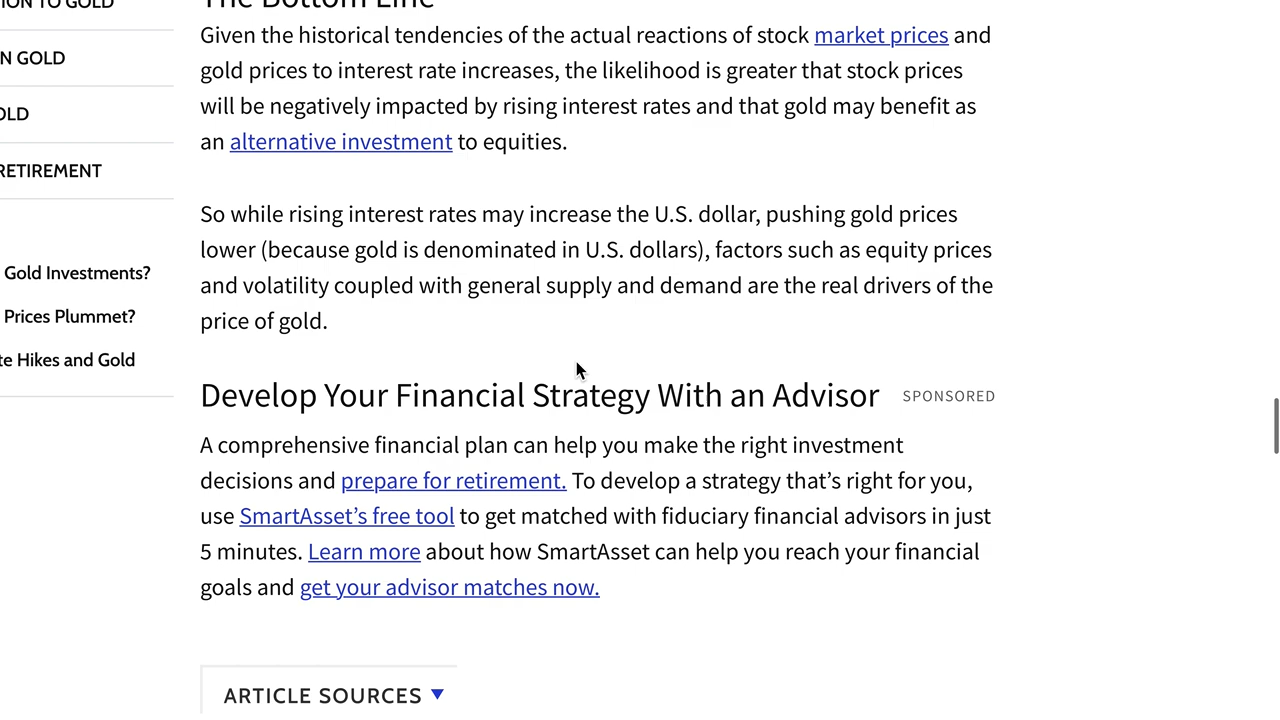 ION TO GOLD
N GOLD
OLD
RETIREMENT
Gold Investments?
Prices Plummet?
te Hikes and Gold
The Bottom Line
Given the historical tendencies of the actual reactions of stock market prices and
gold prices to interest rate increases, the likelihood is greater that stock prices
will be negatively impacted by rising interest rates and that gold may benefit as
an alternative investment to equities.
So while rising interest rates may increase the U.S. dollar, pushing gold prices
lower (because gold is denominated in U.S. dollars), factors such as equity prices
and volatility coupled with general supply and demand are the real drivers of the
price of gold.
Develop Your Financial Strategy With an Advisor SPONSORED
A comprehensive financial plan can help you make the right investment
decisions and prepare for retirement. To develop a strategy that’s right for you,
use SmartAsset’s free tool to get matched with fiduciary financial advisors in just
5 minutes. Learn more about how SmartAsset can help you reach your financial
goals and get your advisor matches now.
ARTICLE SOURCES